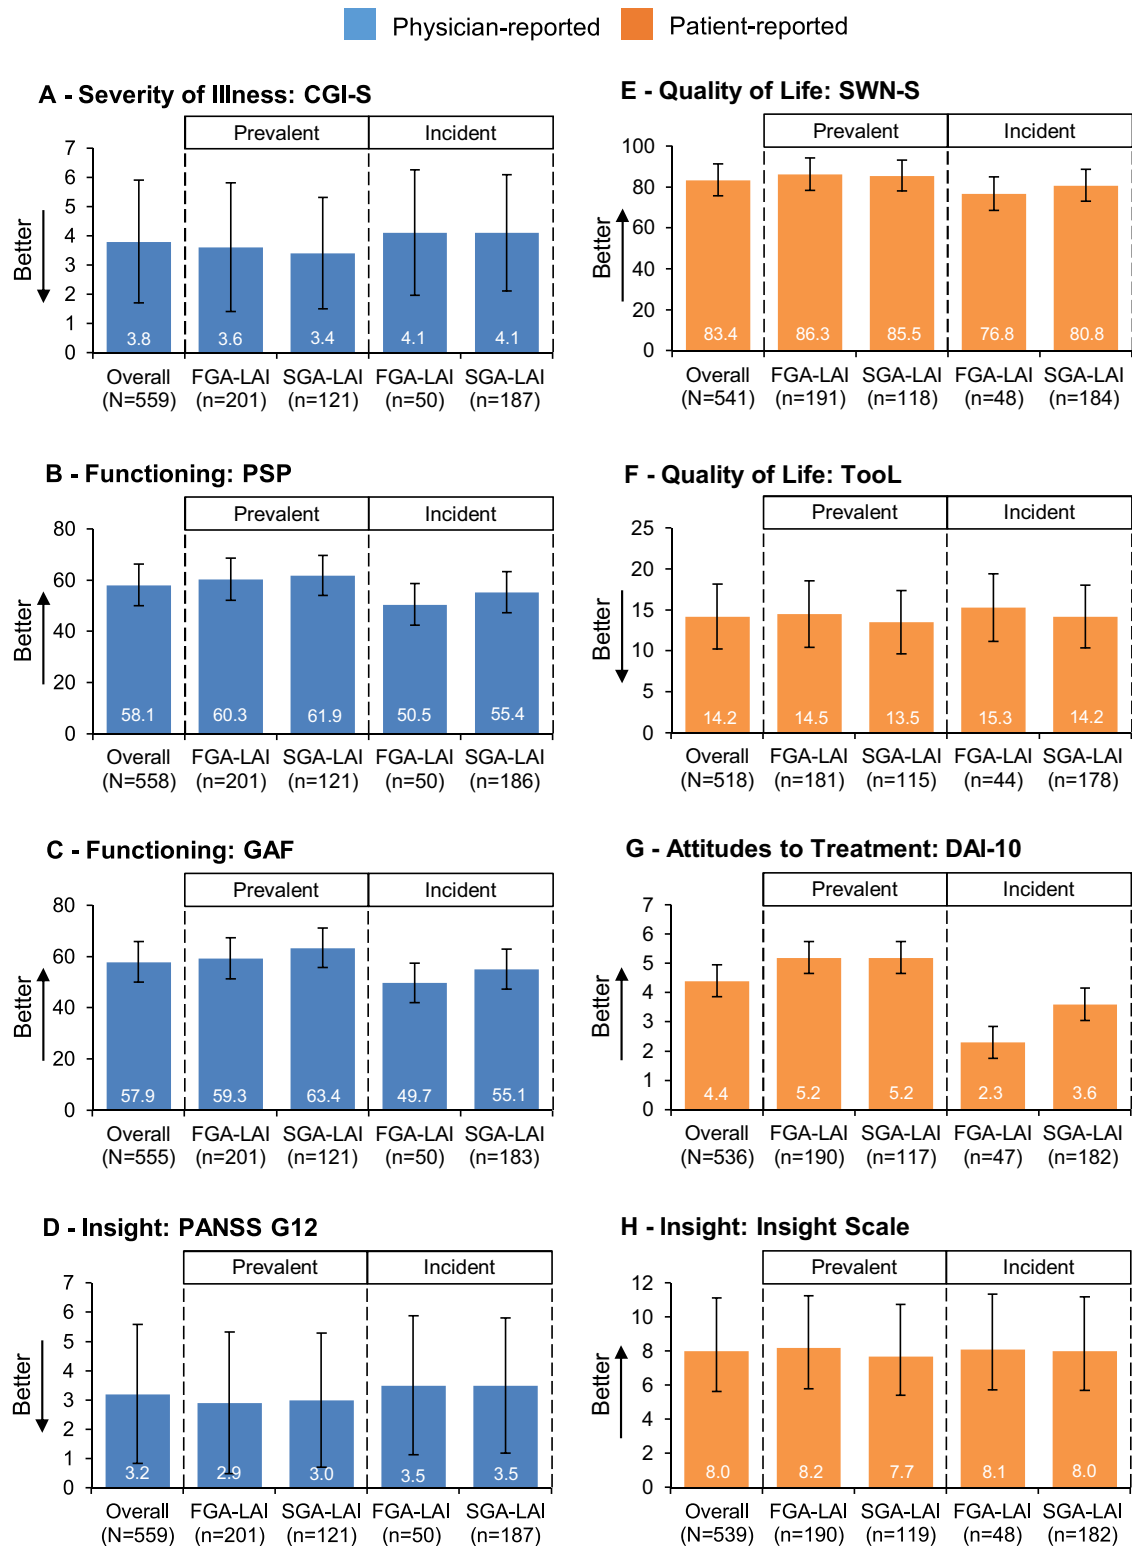 Physician-reported Patient-reported
A - Severity of Illness: CGI-S
Prevalent Incident
7
6
5
4
3
2
1
0
Better
3.8 3.6 3.4 4.1 4.1
Overall FGA-LAI SGA-LAI FGA-LAI SGA-LAI
(N=559) (n=201) (n=121) (n=50) (n=187)
B - Functioning: PSP
Prevalent Incident
80
60
40
20
0
Better
58.1 60.3 61.9 50.5 55.4
Overall FGA-LAI SGA-LAI FGA-LAI SGA-LAI
(N=558) (n=201) (n=121) (n=50) (n=186)
C - Functioning: GAF
Prevalent Incident
80
60
40
20
0
Better
57.9 59.3 63.4 49.7 55.1
Overall FGA-LAI SGA-LAI FGA-LAI SGA-LAI
(N=555) (n=201) (n=121) (n=50) (n=183)
D - Insight: PANSS G12
Prevalent Incident
7
6
5
4
3
2
1
0
Better
3.2 2.9 3.0 3.5 3.5
Overall FGA-LAI SGA-LAI FGA-LAI SGA-LAI
(N=559) (n=201) (n=121) (n=50) (n=187)
E - Quality of Life: SWN-S
Prevalent Incident
100
80
60
40
20
0
Better
83.4 86.3 85.5 76.8 80.8
Overall FGA-LAI SGA-LAI FGA-LAI SGA-LAI
(N=541) (n=191) (n=118) (n=48) (n=184)
F - Quality of Life: TooL
Prevalent Incident
25
20
15
10
5
0
Better
14.2 14.5 13.5 15.3 14.2
Overall FGA-LAI SGA-LAI FGA-LAI SGA-LAI
(N=518) (n=181) (n=115) (n=44) (n=178)
G - Attitudes to Treatment: DAI-10
Prevalent Incident
7
6
5
4
3
2
1
0
Better
4.4 5.2 5.2 2.3 3.6
Overall FGA-LAI SGA-LAI FGA-LAI SGA-LAI
(N=536) (n=190) (n=117) (n=47) (n=182)
H - Insight: Insight Scale
Prevalent Incident
12
10
8
6
4
2
0
Better
8.0 8.2 7.7 8.1 8.0
Overall FGA-LAI SGA-LAI FGA-LAI SGA-LAI
(N=539) (n=190) (n=119) (n=48) (n=182)